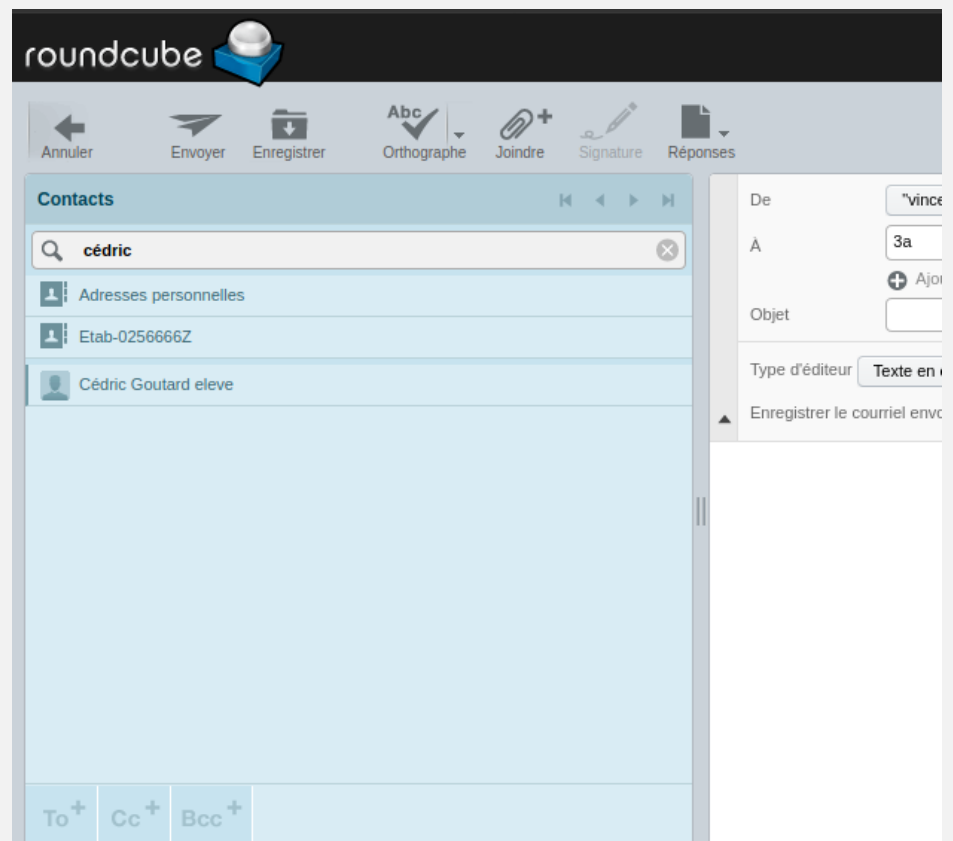 roundcube
Annuler Envoyer Enregistrer Abc Orthographe Joindre Signature Réponses
Contacts
cédric
Adresses personnelles
Etab-0256666Z
Cédric Goutard eleve
To+ Cc+ Bcc+
De "vince
À 3a
Ajou
Objet
Type d'éditeur Texte en
Enregistrer le courriel envo